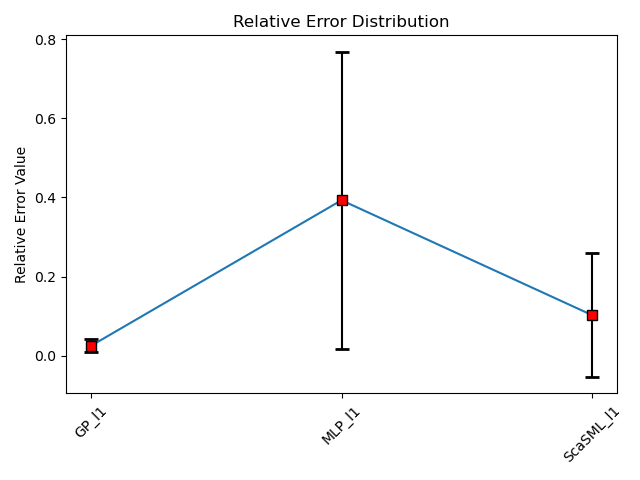 Relative Error Distribution
Relative Error Value
0.8
0.6
0.4
0.2
0.0
GP_l1
MLP_l1
ScaSML_l1